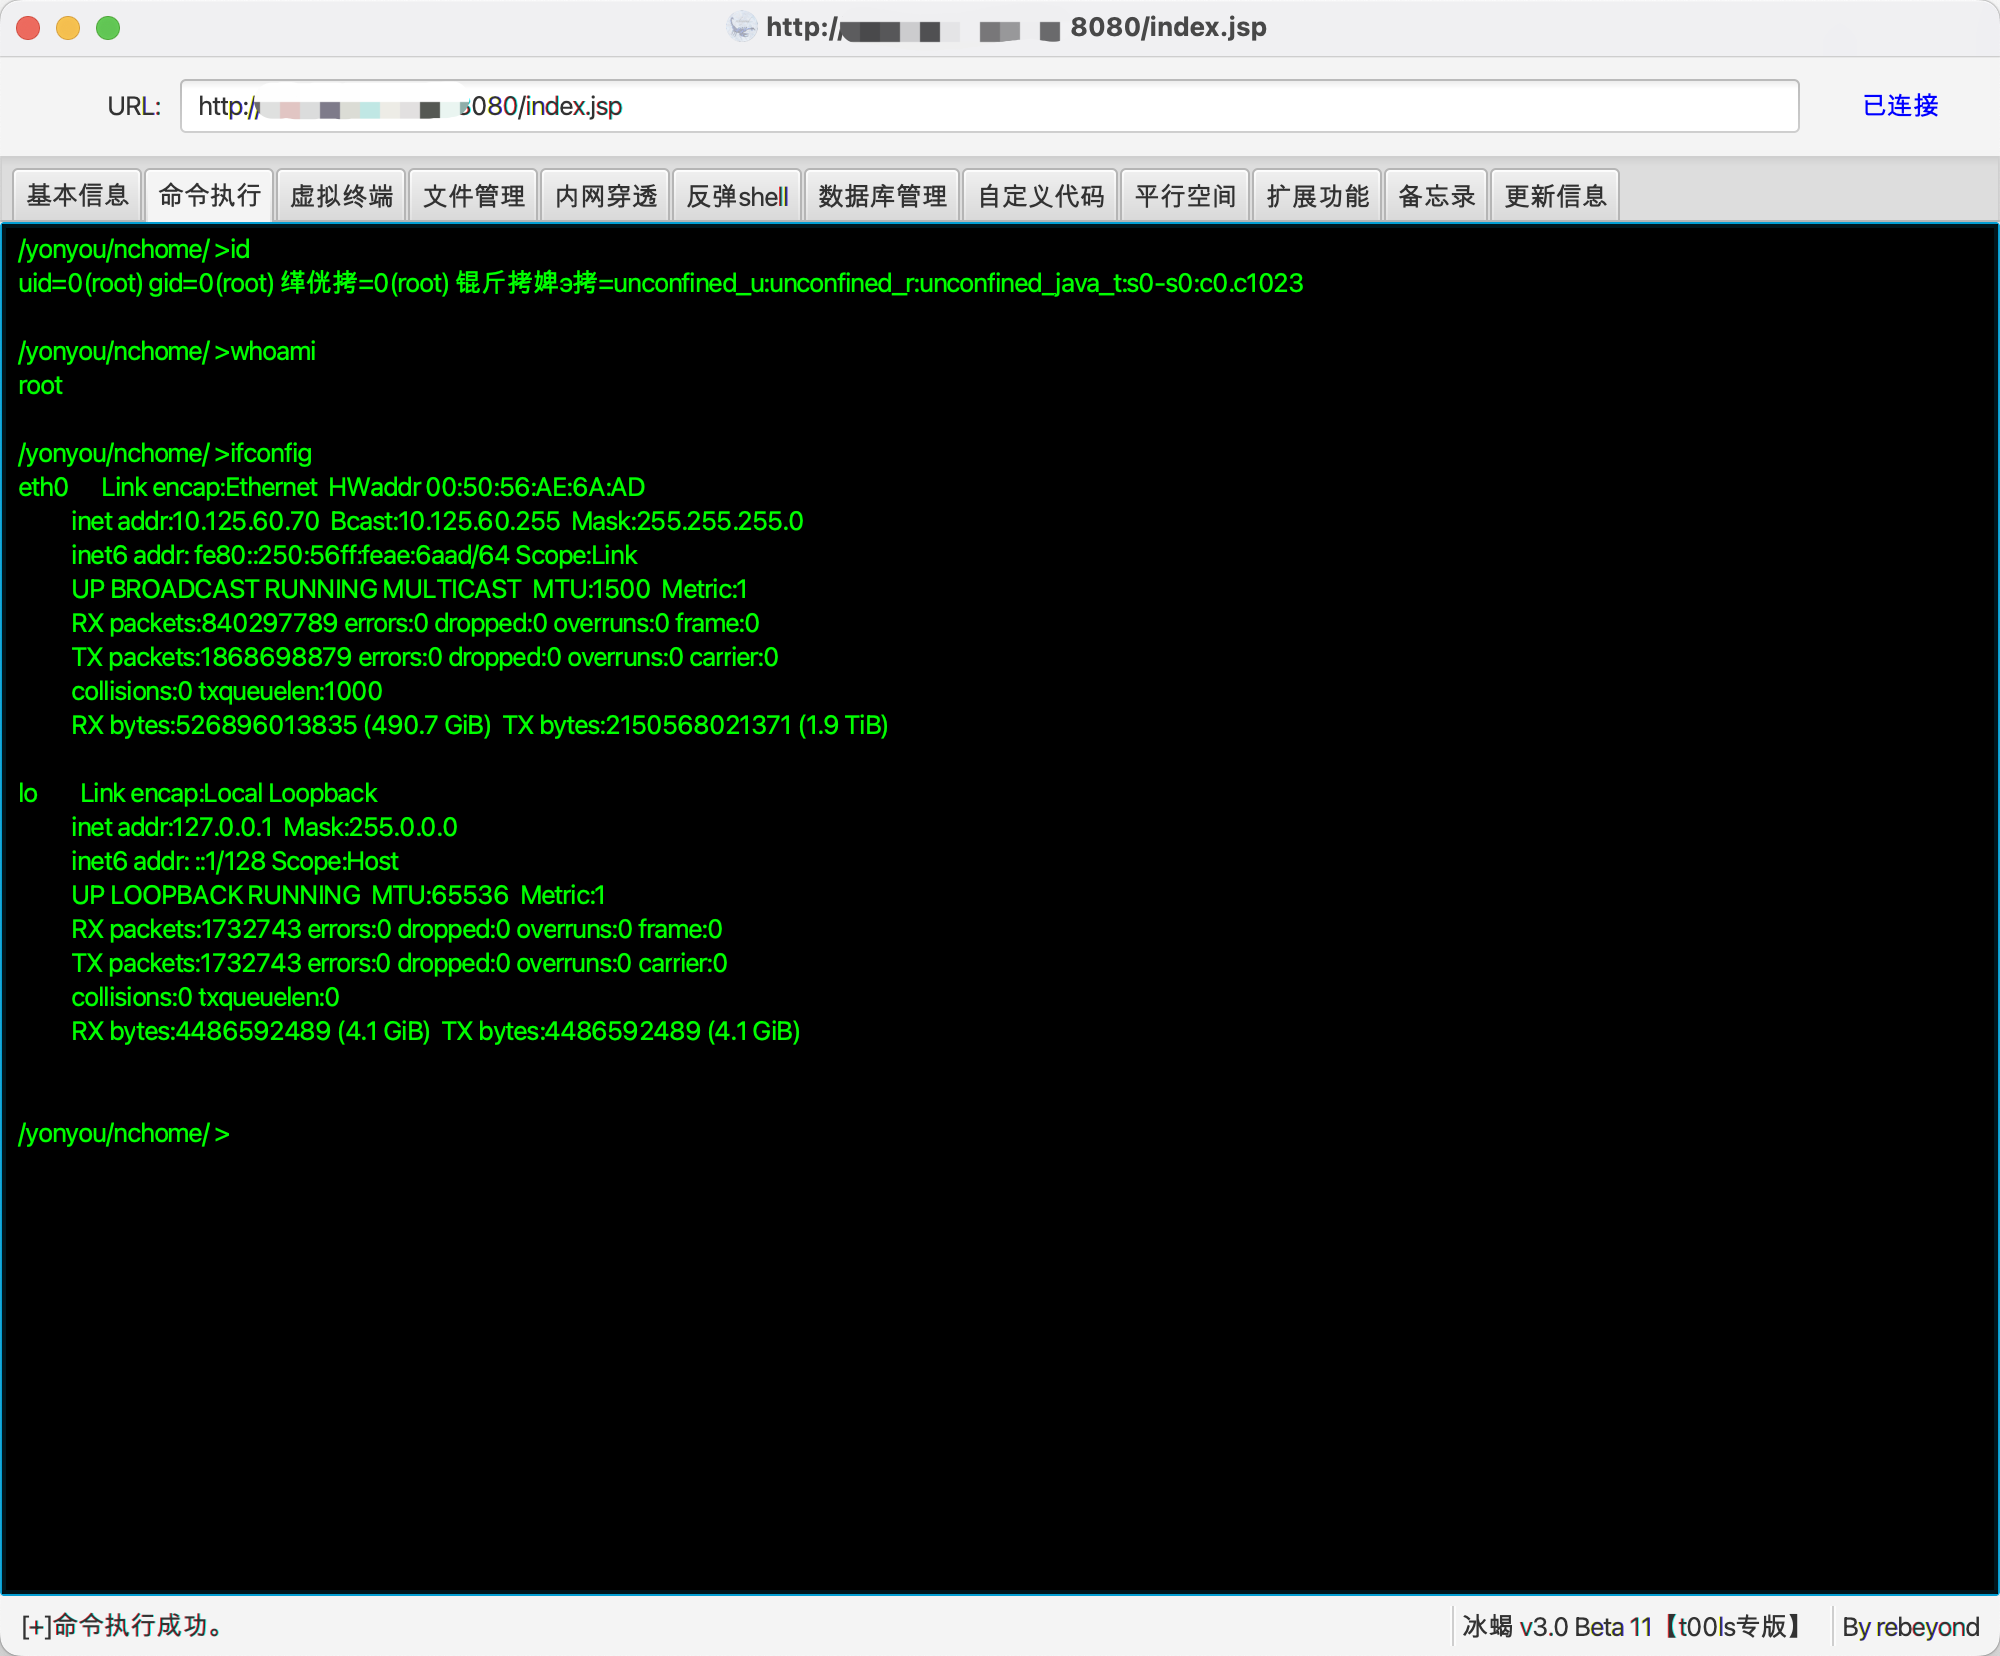 http:// 8080/index.jsp
URL: http:// 8080/index.jsp 已连接
基本信息 命令执行 虚拟终端 文件管理 内网穿透 反弹shell 数据库管理 自定义代码 平行空间 扩展功能 备忘录 更新信息
/yonyou/nchome/ >id
uid=0(root) gid=0(root) 缂侊拷=0(root) 锟斤拷婢э拷=unconfined_u:unconfined_r:unconfined_java_t:s0-s0:c0.c1023
/yonyou/nchome/ >whoami
root
/yonyou/nchome/ >ifconfig
eth0 Link encap:Ethernet HWaddr 00:50:56:AE:6A:AD
inet addr:10.125.60.70 Bcast:10.125.60.255 Mask:255.255.255.0
inet6 addr: fe80::250:56ff:feae:6aad/64 Scope:Link
UP BROADCAST RUNNING MULTICAST MTU:1500 Metric:1
RX packets:840297789 errors:0 dropped:0 overruns:0 frame:0
TX packets:1868698879 errors:0 dropped:0 overruns:0 carrier:0
collisions:0 txqueuelen:1000
RX bytes:526896013835 (490.7 GiB) TX bytes:2150568021371 (1.9 TiB)
lo Link encap:Local Loopback
inet addr:127.0.0.1 Mask:255.0.0.0
inet6 addr: ::1/128 Scope:Host
UP LOOPBACK RUNNING MTU:65536 Metric:1
RX packets:1732743 errors:0 dropped:0 overruns:0 frame:0
TX packets:1732743 errors:0 dropped:0 overruns:0 carrier:0
collisions:0 txqueuelen:0
RX bytes:4486592489 (4.1 GiB) TX bytes:4486592489 (4.1 GiB)
/yonyou/nchome/ >
[+]命令执行成功。 冰蝎 v3.0 Beta 11【t00ls专版】 By rebeyond